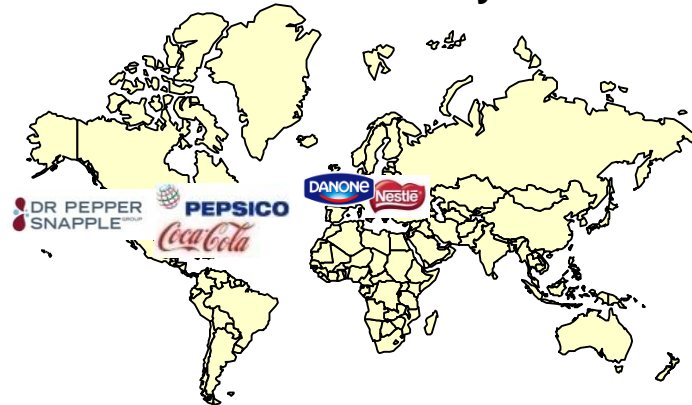 DR PEPPER
SNAPPLE GROUP
PEPSICO
Coca-Cola
DANONE
Nestlé